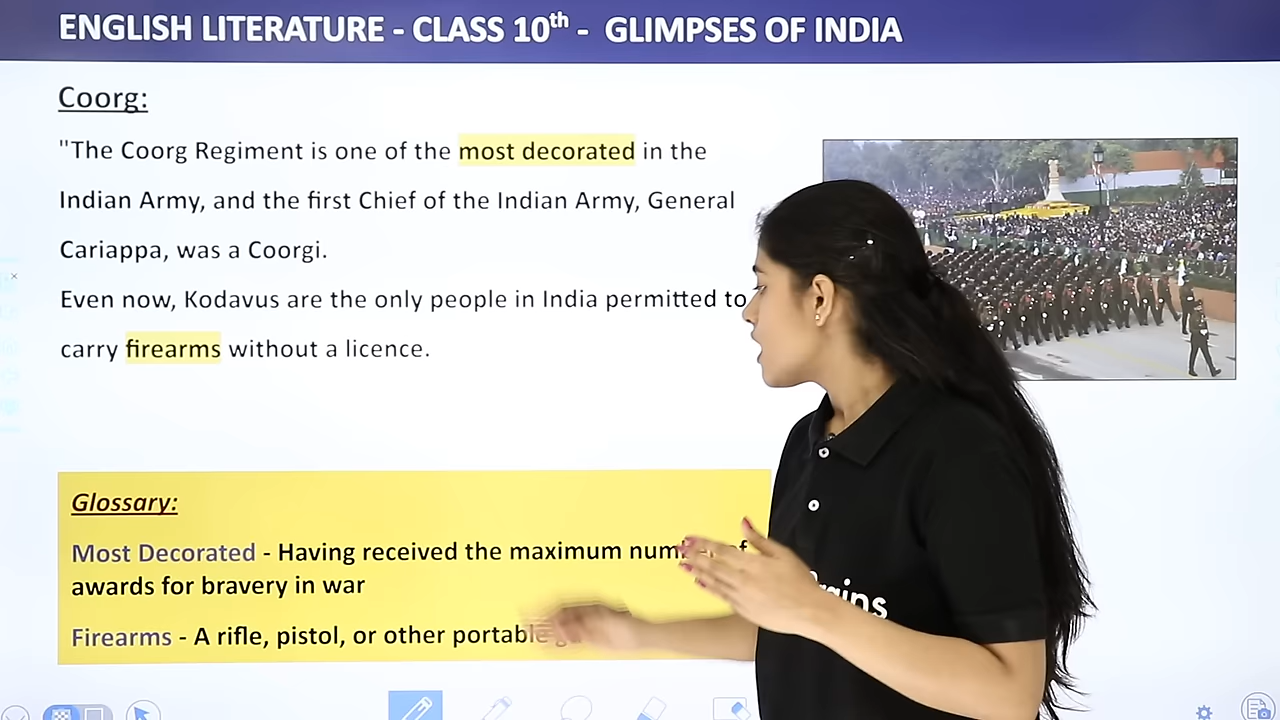 ENGLISH LITERATURE - CLASS 10th - GLIMPSES OF INDIA
Coorg:
"The Coorg Regiment is one of the most decorated in the
Indian Army, and the first Chief of the Indian Army, General
Cariappa, was a Coorgi.
Even now, Kodavus are the only people in India permitted to
carry firearms without a licence.
Glossary:
Most Decorated - Having received the maximum of
awards for bravery in war
Firearms - A rifle, pistol, or other portable